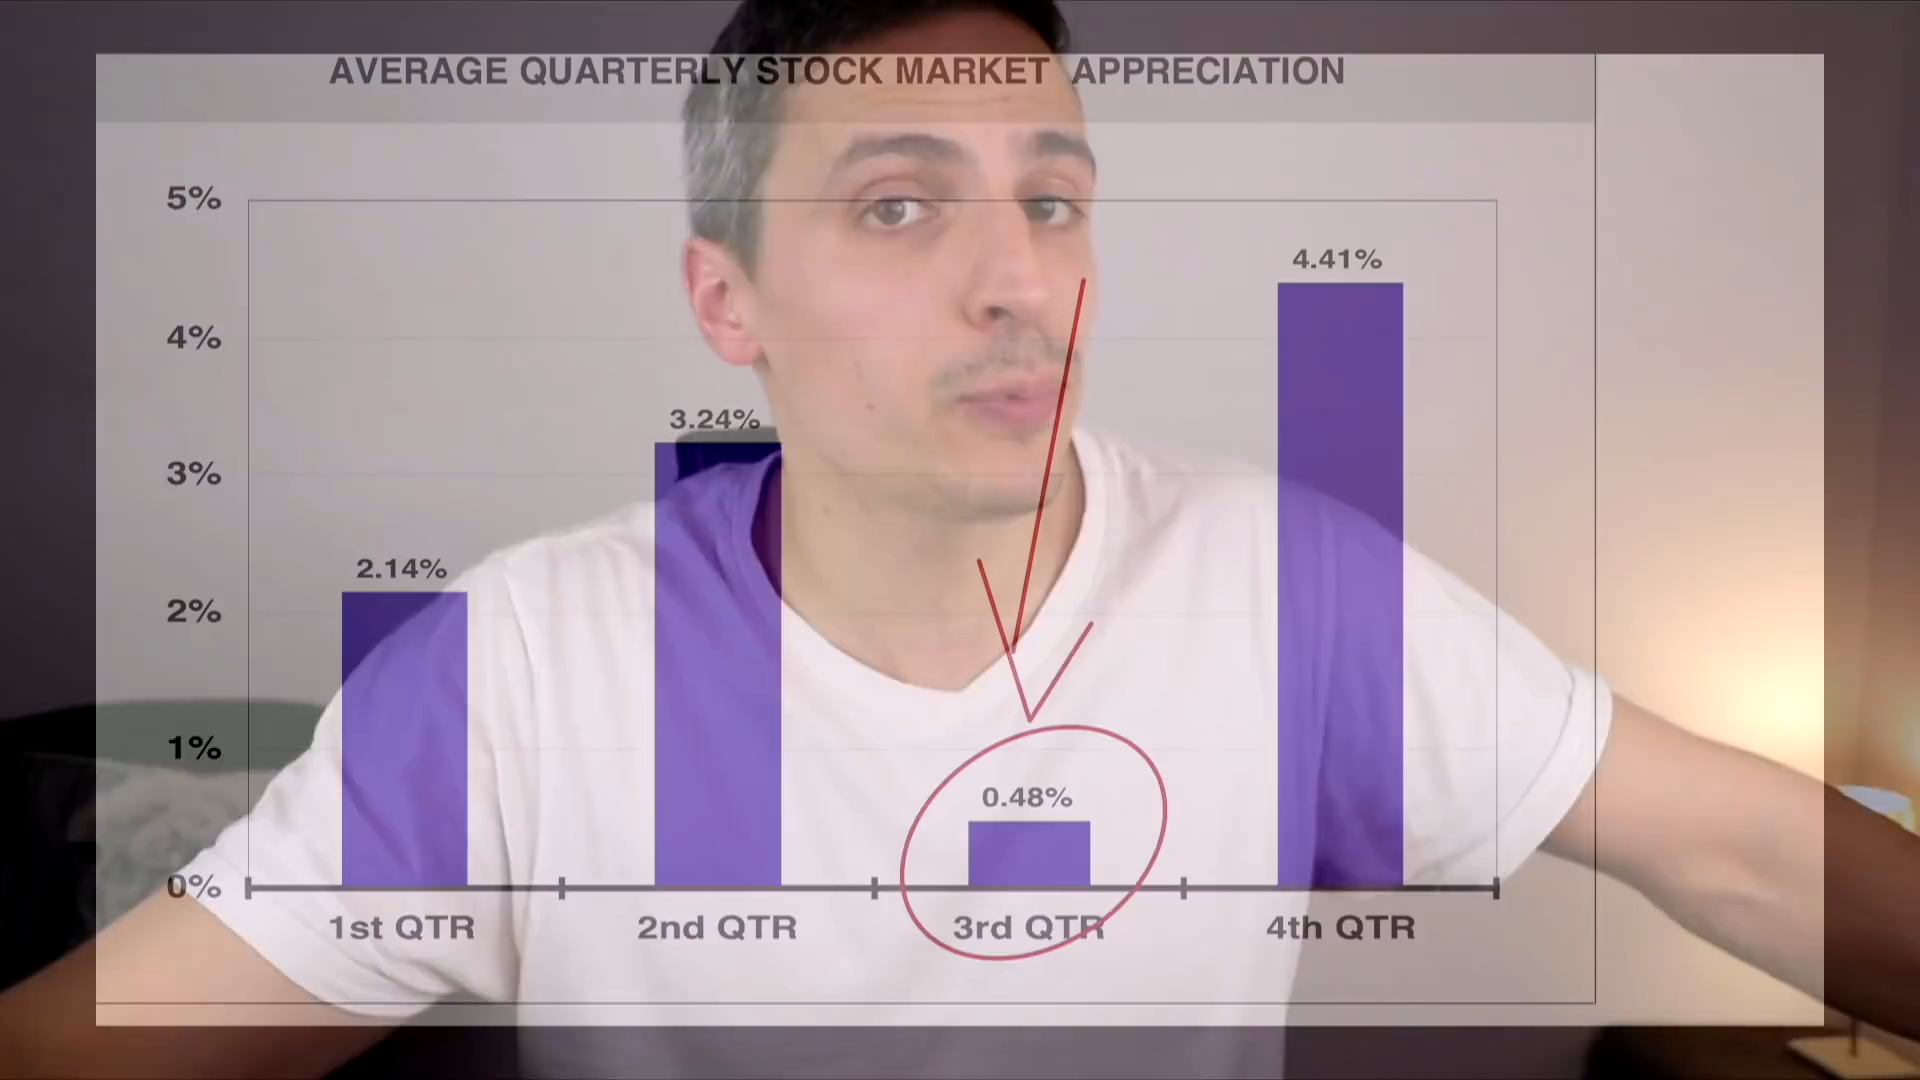 AVERAGE QUARTERLY STOCK MARKET APPRECIATION
5%
4%
3%
2%
1%
0%
2.14%
3.24%
0.48%
4.41%
1st QTR
2nd QTR
3rd QTR
4th QTR